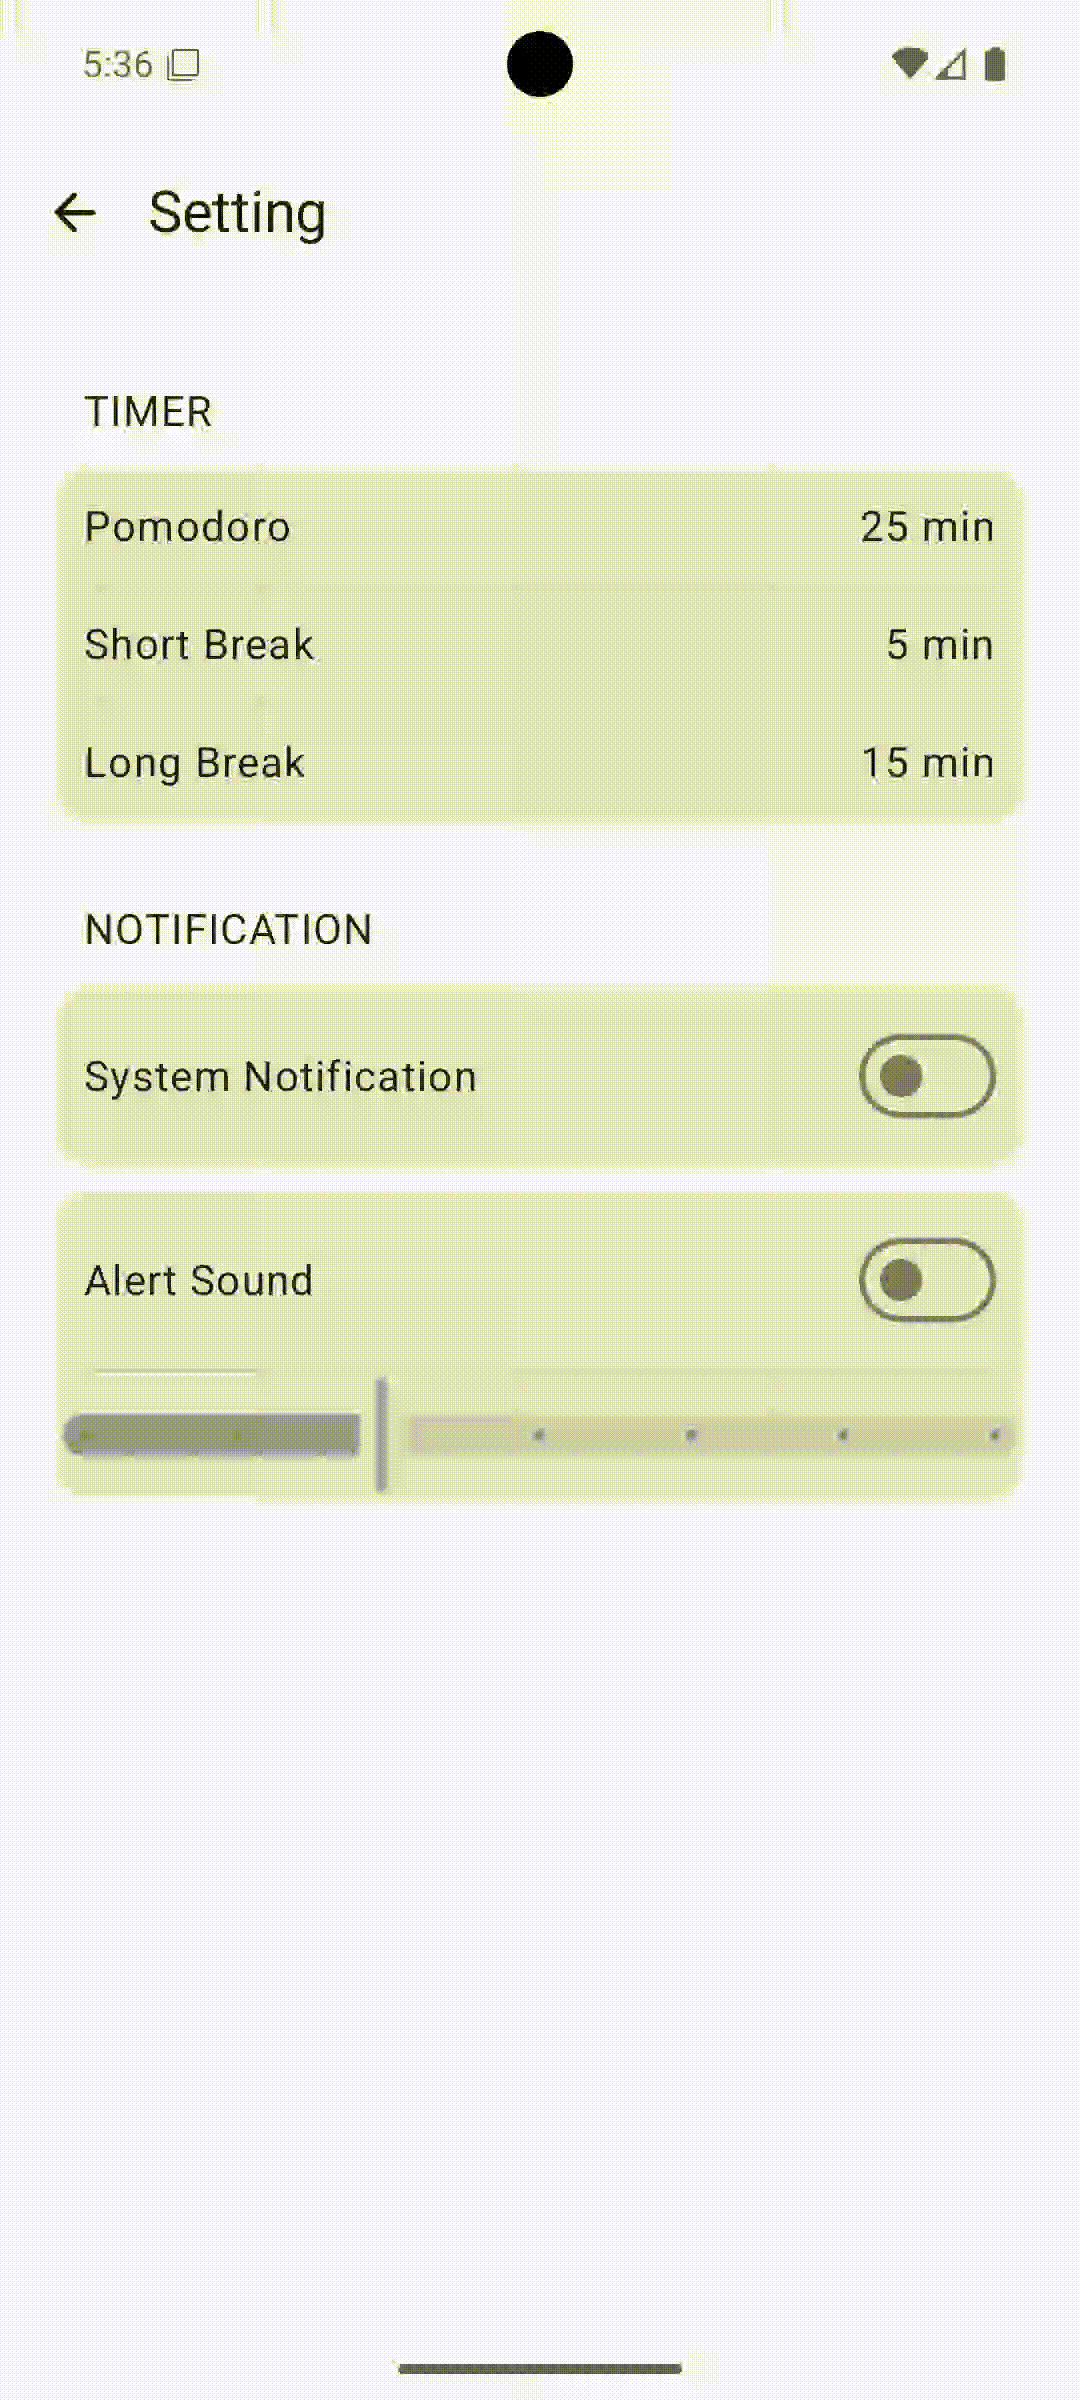 5:36
Setting
TIMER
Pomodoro 25 min
Short Break 5 min
Long Break 15 min
NOTIFICATION
System Notification
Alert Sound